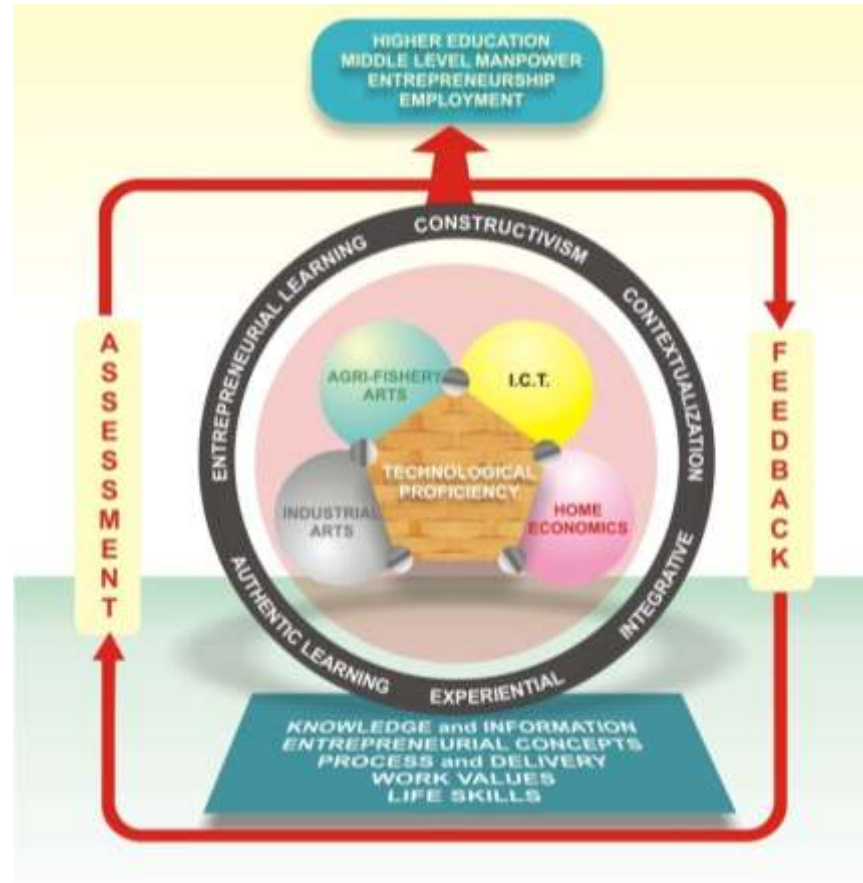 HIGHER EDUCATION
MIDDLE LEVEL MANPOWER
ENTREPRENEURSHIP
EMPLOYMENT
ENTREPRENEURIAL LEARNING
CONSTRUCTIVISM
CONTEXTUALIZATION
INTEGRATIVE
EXPERIENTIAL
AUTHENTIC LEARNING
ASSESSMENT
FEEDBACK
AGRI-FISHERY
ARTS
I.C.T.
TECHNOLOGICAL
PROFICIENCY
INDUSTRIAL
ARTS
HOME
ECONOMICS
KNOWLEDGE and INFORMATION
ENTREPRENEURIAL CONCEPTS
PROCESS and DELIVERY
WORK VALUES
LIFE SKILLS